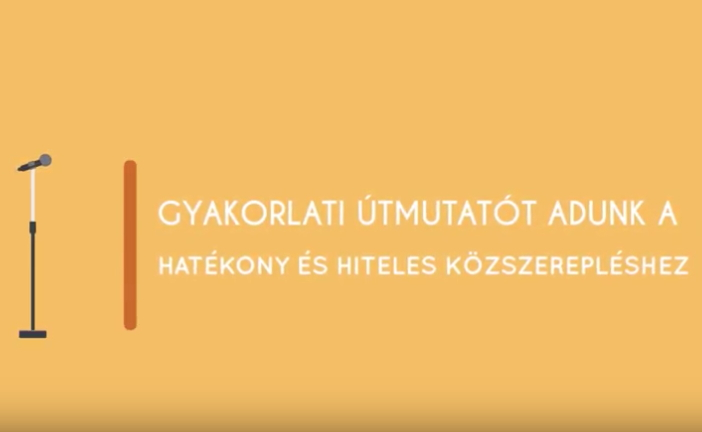 GYAKORLATI ÚTMUTATÓT ADUNK A
HATÉKONY ÉS HITELES KÖZSZEREPLÉSHEZ